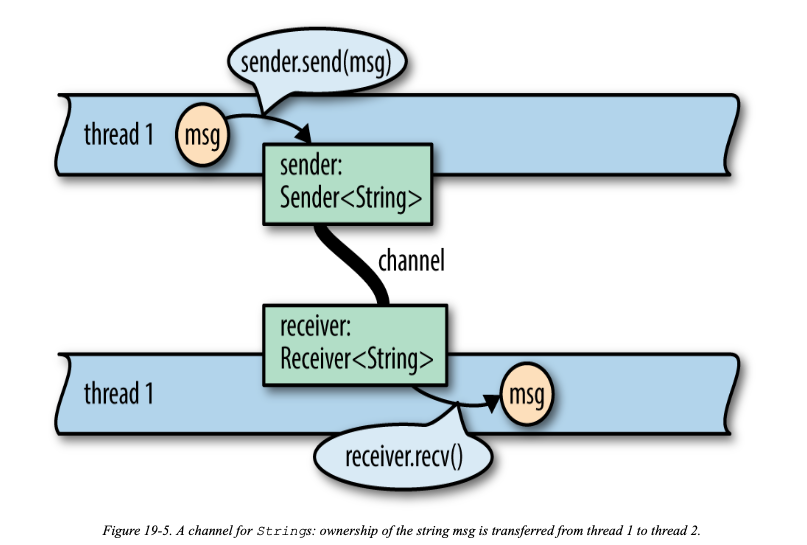 sender.send(msg)
thread 1
msg
sender:
Sender<String>
channel
receiver:
Receiver<String>
thread 1
msg
receiver.recv()
Figure 19-5. A channel for Strings: ownership of the string msg is transferred from thread 1 to thread 2.